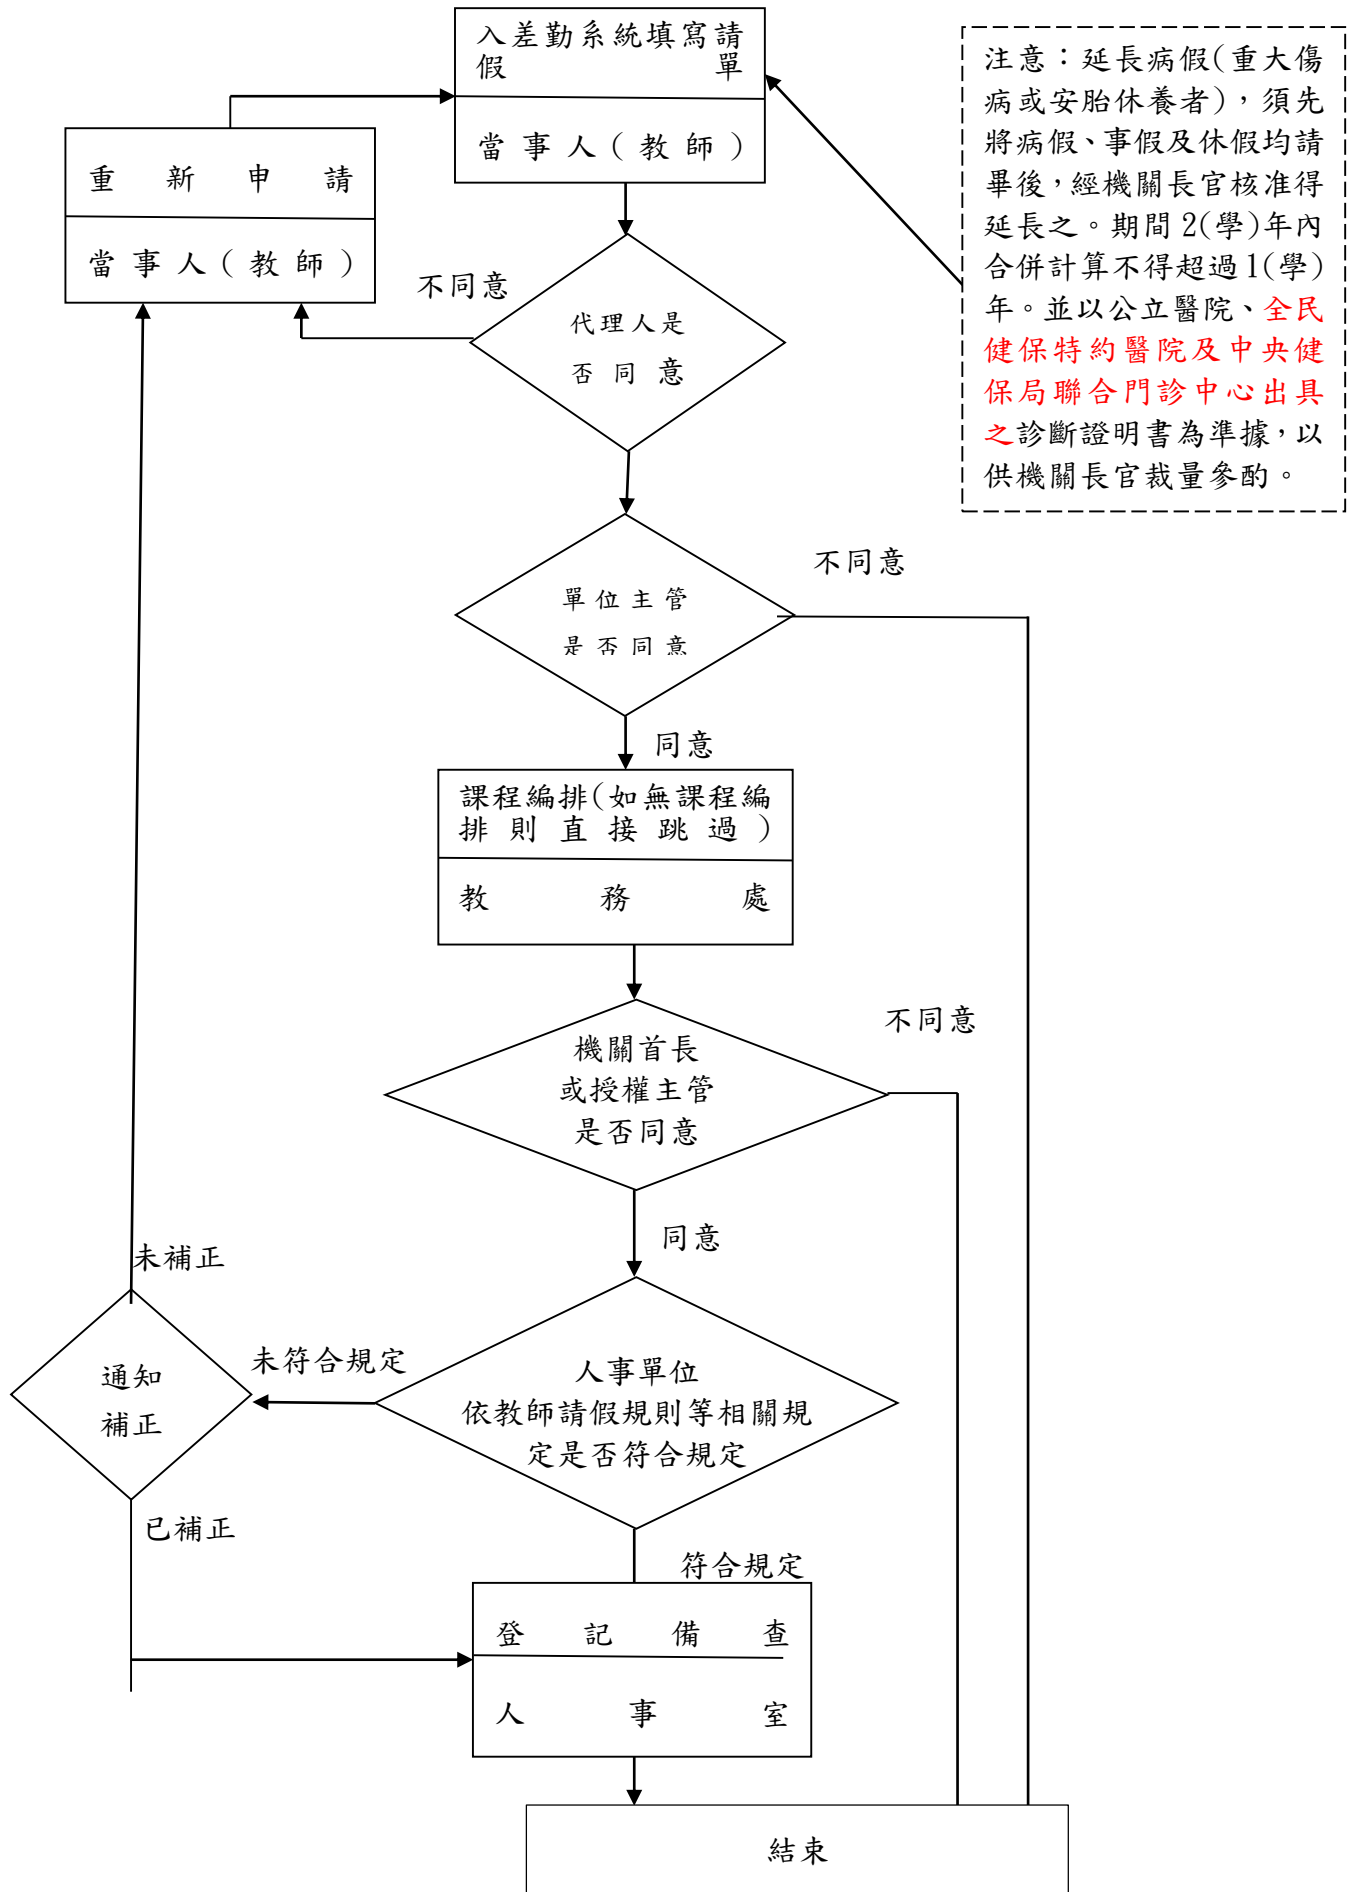 入差勤系統填寫請
假單
當事人(教師)
注意：延長病假(重大傷
病或安胎休養者)，須先
將病假、事假及休假均請
畢後，經機關長官核准得
延長之。期間2(學)年內
合併計算不得超過1(學)
年。並以公立醫院、全民
健保特約醫院及中央健
保局聯合門診中心出具
之診斷證明書為準據，以
供機關長官裁量參酌。
重新申請
當事人(教師)
不同意
代理人是
否同意
不同意
單位主管
是否同意
同意
課程編排(如無課程編
排則直接跳過)
教務處
不同意
機關首長
或授權主管
是否同意
同意
未補正
通知
補正
未符合規定
人事單位
依教師請假規則等相關規
定是否符合規定
已補正
符合規定
登記備查
人事室
結束